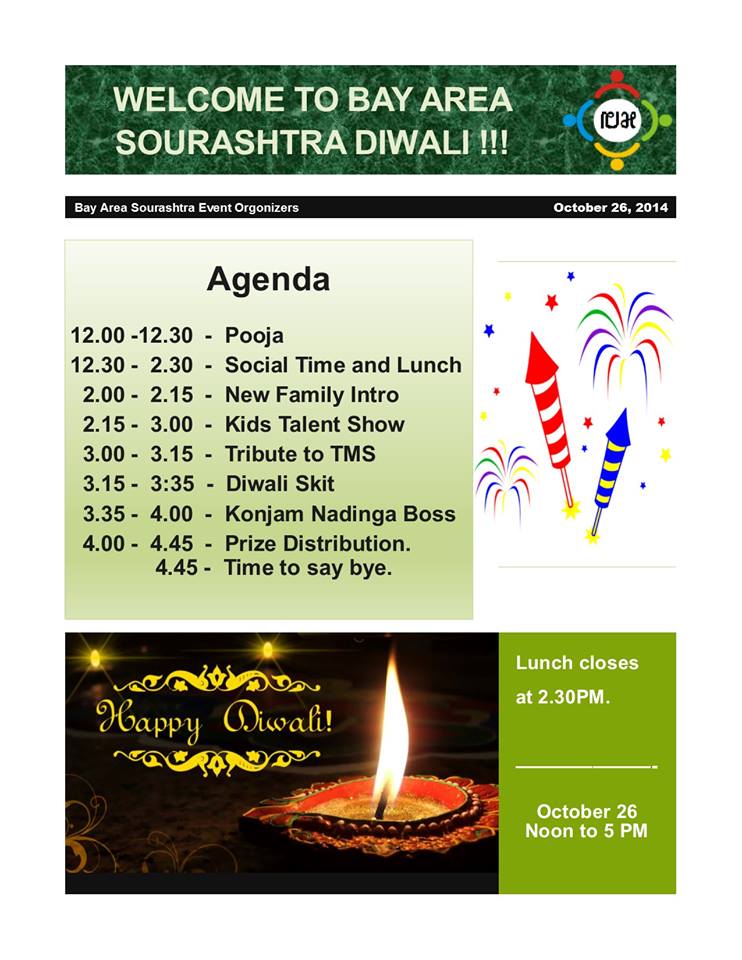 WELCOME TO BAY AREA
SOURASHTRA DIWALI !!!
Bay Area Sourashtra Event Orgonizers
October 26, 2014
Agenda
12.00 -12.30 - Pooja
12.30 - 2.30 - Social Time and Lunch
2.00 - 2.15 - New Family Intro
2.15 - 3.00 - Kids Talent Show
3.00 - 3.15 - Tribute to TMS
3.15 - 3:35 - Diwali Skit
3.35 - 4.00 - Konjam Nadinga Boss
4.00 - 4.45 - Prize Distribution.
4.45 - Time to say bye.
Happy Diwali!
Lunch closes
at 2.30PM.
October 26
Noon to 5 PM